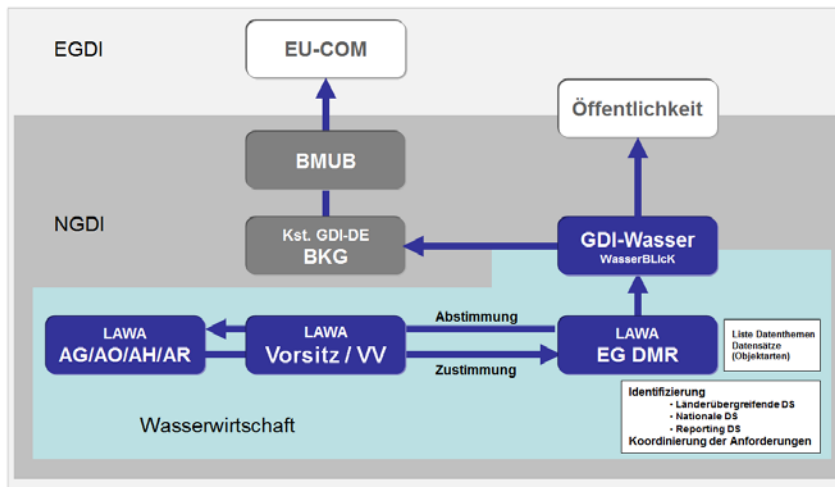 EGDI
EU-COM
Öffentlichkeit
BMUB
NGDI
Kst. GDI-DE
BKG
GDI-Wasser
WasserBLIcK
LAWA
AG/AO/AH/AR
LAWA
Vorsitz / VV
Abstimmung
Zustimmung
LAWA
EG DMR
Liste Datenthemen
Datensätze
(Objektarten)
Wasserwirtschaft
Identifizierung
• Länderübergreifende DS
• Nationale DS
• Reporting DS
Koordinierung der Anforderungen